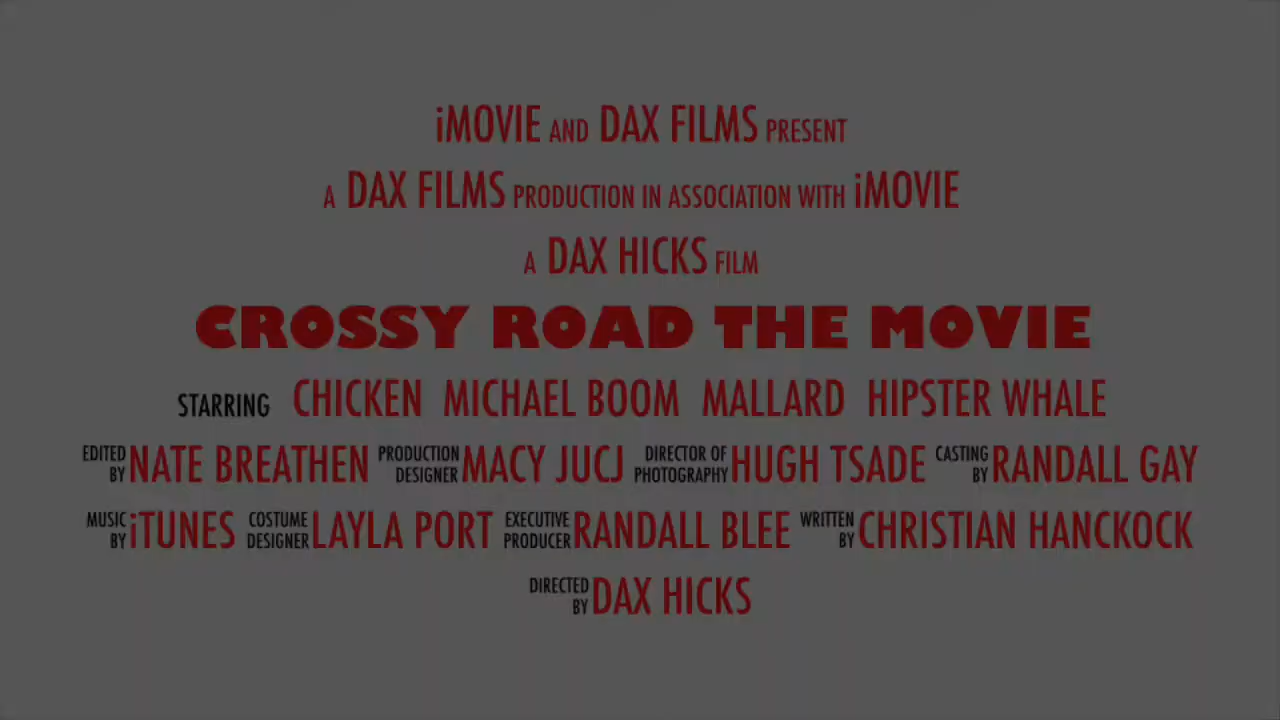 iMOVIE AND DAX FILMS PRESENT
A DAX FILMS PRODUCTION IN ASSOCIATION WITH iMOVIE
A DAX HICKS FILM
CROSSY ROAD THE MOVIE
STARRING CHICKEN MICHAEL BOOM MALLARD HIPSTER WHALE
EDITED BY NATE BREATHEN PRODUCTION DESIGNER MACY JUCJ DIRECTOR OF PHOTOGRAPHY HUGH TSADE CASTING BY RANDALL GAY
MUSIC BY iTUNES COSTUME DESIGNER LAYLA PORT EXECUTIVE PRODUCER RANDALL BLEE WRITTEN BY CHRISTIAN HANCKOCK
DIRECTED BY DAX HICKS